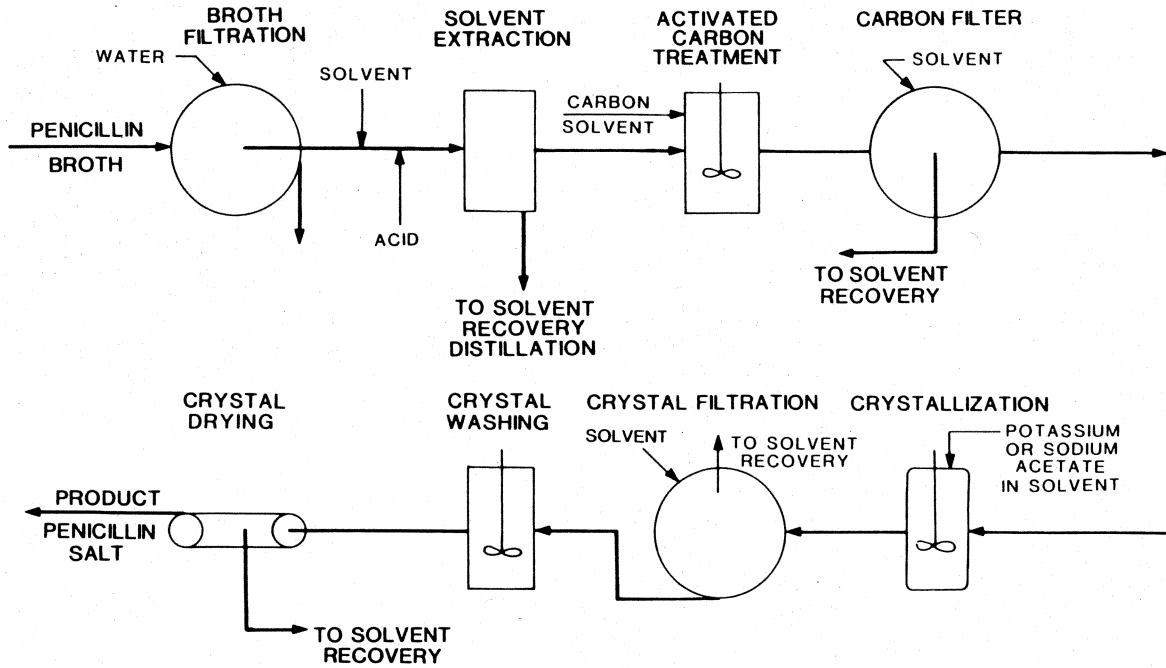 BROTH
FILTRATION
WATER
PENICILLIN
BROTH
SOLVENT
ACID
SOLVENT
EXTRACTION
TO SOLVENT
RECOVERY
DISTILLATION
ACTIVATED
CARBON
TREATMENT
CARBON
SOLVENT
CARBON FILTER
SOLVENT
TO SOLVENT
RECOVERY
CRYSTAL
DRYING
PRODUCT
PENICILLIN
SALT
TO SOLVENT
RECOVERY
CRYSTAL
WASHING
CRYSTAL FILTRATION
SOLVENT
TO SOLVENT
RECOVERY
CRYSTALLIZATION
POTASSIUM
OR SODIUM
ACETATE
IN SOLVENT